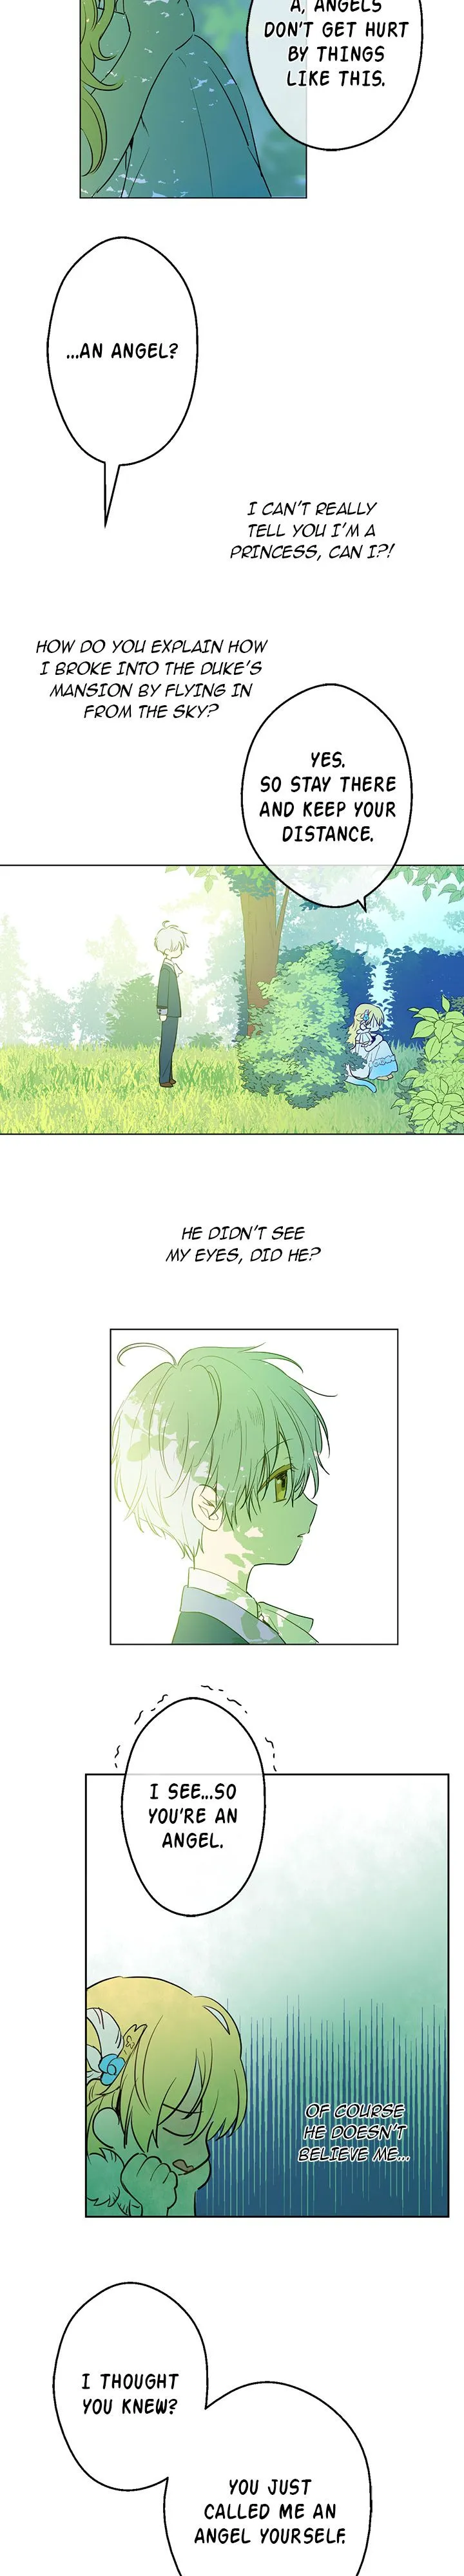 A, ANGELS
DON'T GET HURT
BY THINGS
LIKE THIS.
...AN ANGEL?
I CAN'T REALLY
TELL YOU I'M A
PRINCESS, CAN I?!
HOW DO YOU EXPLAIN HOW
I BROKE INTO THE DUKE'S
MANSION BY FLYING IN
FROM THE SKY?
YES.
SO STAY THERE
AND KEEP YOUR
DISTANCE.
HE DIDN'T SEE
MY EYES, DID HE?
I SEE...SO
YOU'RE AN
ANGEL.
OF COURSE
HE DOESN'T
BELIEVE ME...
I THOUGHT
YOU KNEW?
YOU JUST
CALLED ME AN
ANGEL YOURSELF.